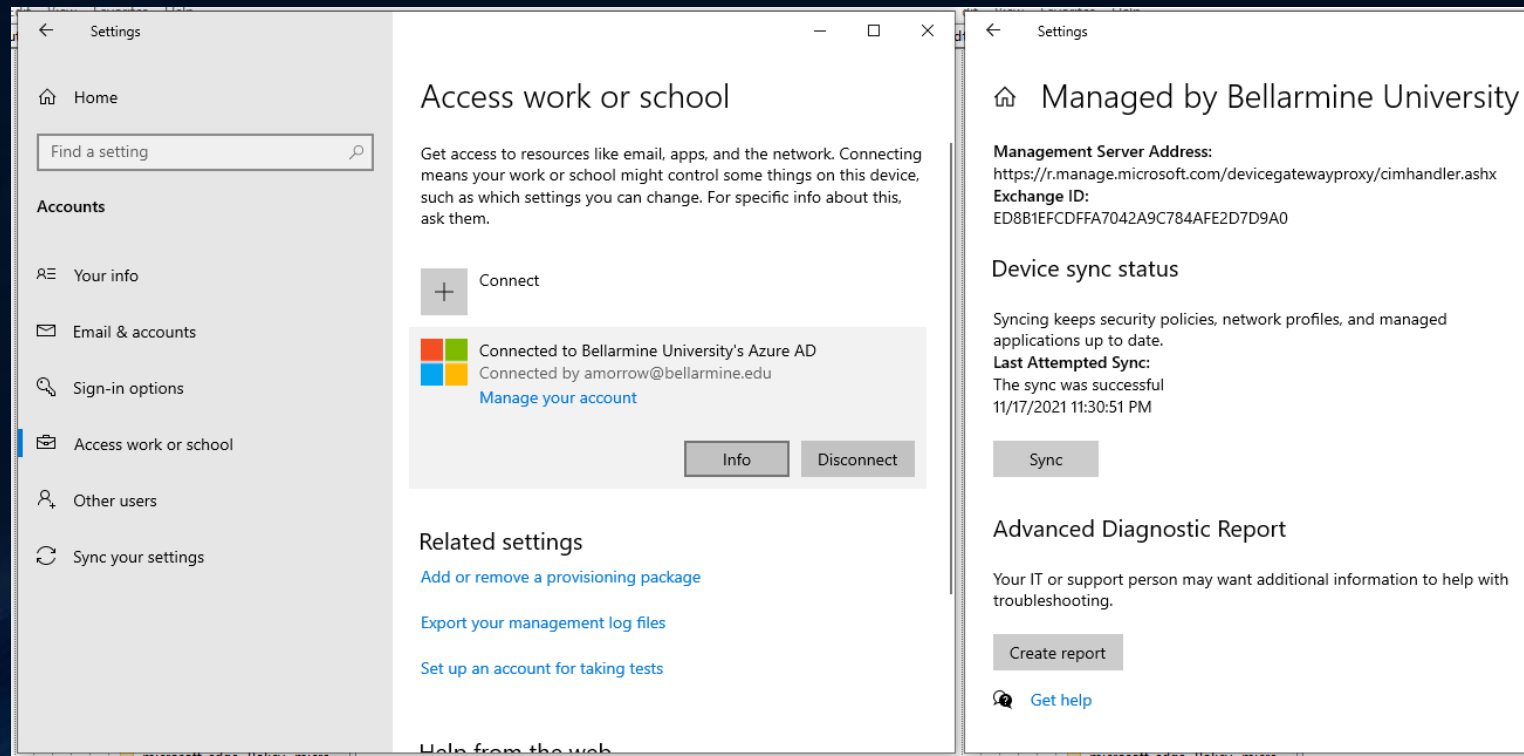 Settings
Home
Find a setting
Accounts
Your info
Email & accounts
Sign-in options
Access work or school
Other users
Sync your settings
Access work or school
Get access to resources like email, apps, and the network. Connecting
means your work or school might control some things on this device,
such as which settings you can change. For specific info about this,
ask them.
Connect
Connected to Bellarmine University's Azure AD
Connected by amorrow@bellarmine.edu
Manage your account
Info
Disconnect
Related settings
Add or remove a provisioning package
Export your management log files
Set up an account for taking tests
Help from the web
Settings
Managed by Bellarmine University
Management Server Address:
https://r.manage.microsoft.com/devicegatewayproxy/cimhandler.ashx
Exchange ID:
ED8B1EFCDFFA7042A9C784AFE2D7D9A0
Device sync status
Syncing keeps security policies, network profiles, and managed
applications up to date.
Last Attempted Sync:
The sync was successful
11/17/2021 11:30:51 PM
Sync
Advanced Diagnostic Report
Your IT or support person may want additional information to help with
troubleshooting.
Create report
Get help